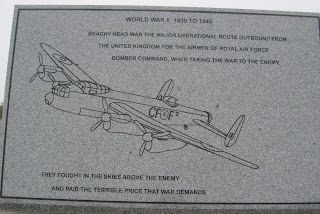 WORLD WAR II 1939 TO 1945
BEACHY HEAD WAS THE MAJOR OPERATIONAL ROUTE OUTBOUND FROM
THE UNITED KINGDOM FOR THE AIRMEN OF ROYAL AIR FORCE
BOMBER COMMAND, WHEN TAKING THE WAR TO THE ENEMY
THEY FOUGHT IN THE SKIES ABOVE THE ENEMY
AND PAID THE TERRIBLE PRICE THAT WAR DEMANDS